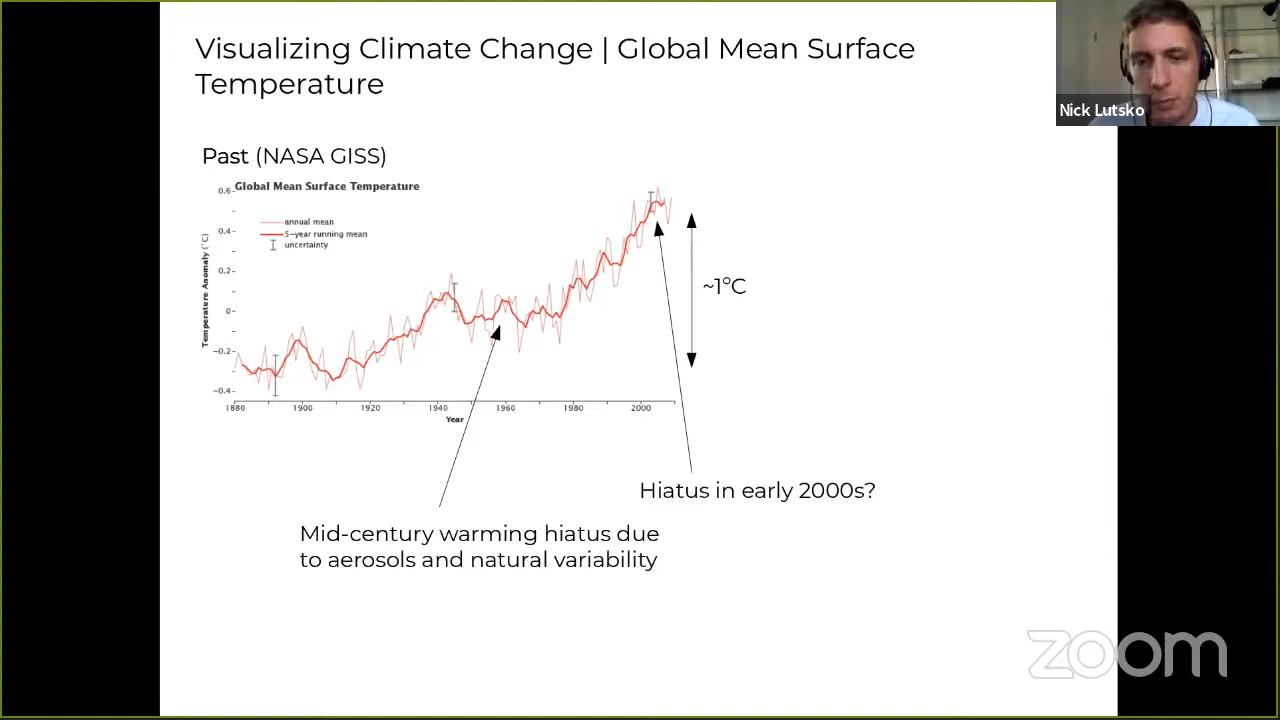 Visualizing Climate Change | Global Mean Surface
Temperature
Nick Lutsko
Past (NASA GISS)
Global Mean Surface Temperature
annual mean
5-year running mean
uncertainty
Temperature Anomaly (°C)
0.6
0.4
0.2
0
-0.2
-0.4
1880 1900 1920 1940 1960 1980 2000
Year
~1°C
Hiatus in early 2000s?
Mid-century warming hiatus due
to aerosols and natural variability
zoom